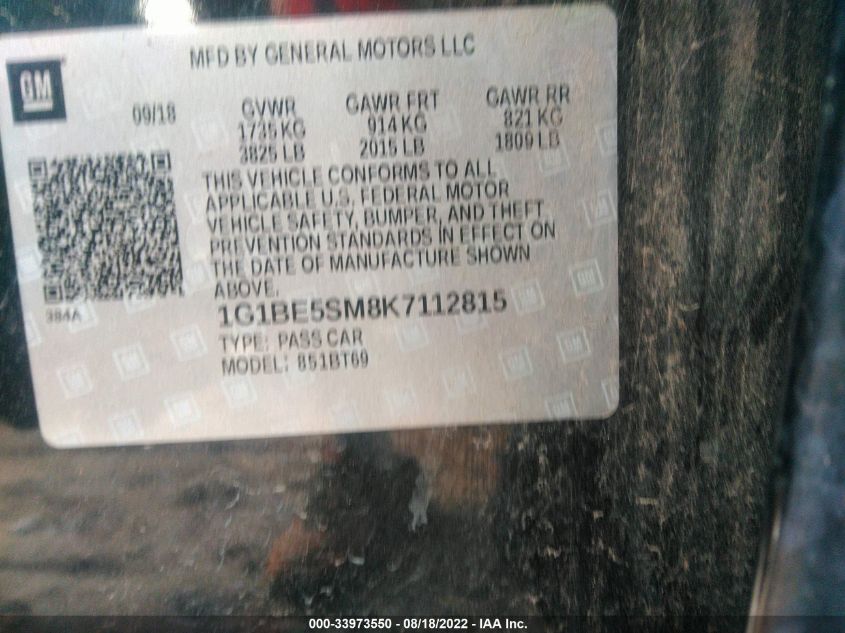 MFD BY GENERAL MOTORS LLC
GM
09/18
GVWR GAWR FRT GAWR RR
1735 KG 914 KG 821 KG
3825 LB 2015 LB 1809 LB
THIS VEHICLE CONFORMS TO ALL
APPLICABLE U.S. FEDERAL MOTOR
VEHICLE SAFETY, BUMPER, AND THEFT
PREVENTION STANDARDS IN EFFECT ON
THE DATE OF MANUFACTURE SHOWN
ABOVE.
384A
1G1BE5SM8K7112815
TYPE: PASS CAR
MODEL: 851BT69
000-33973550 - 08/18/2022 - IAA Inc.